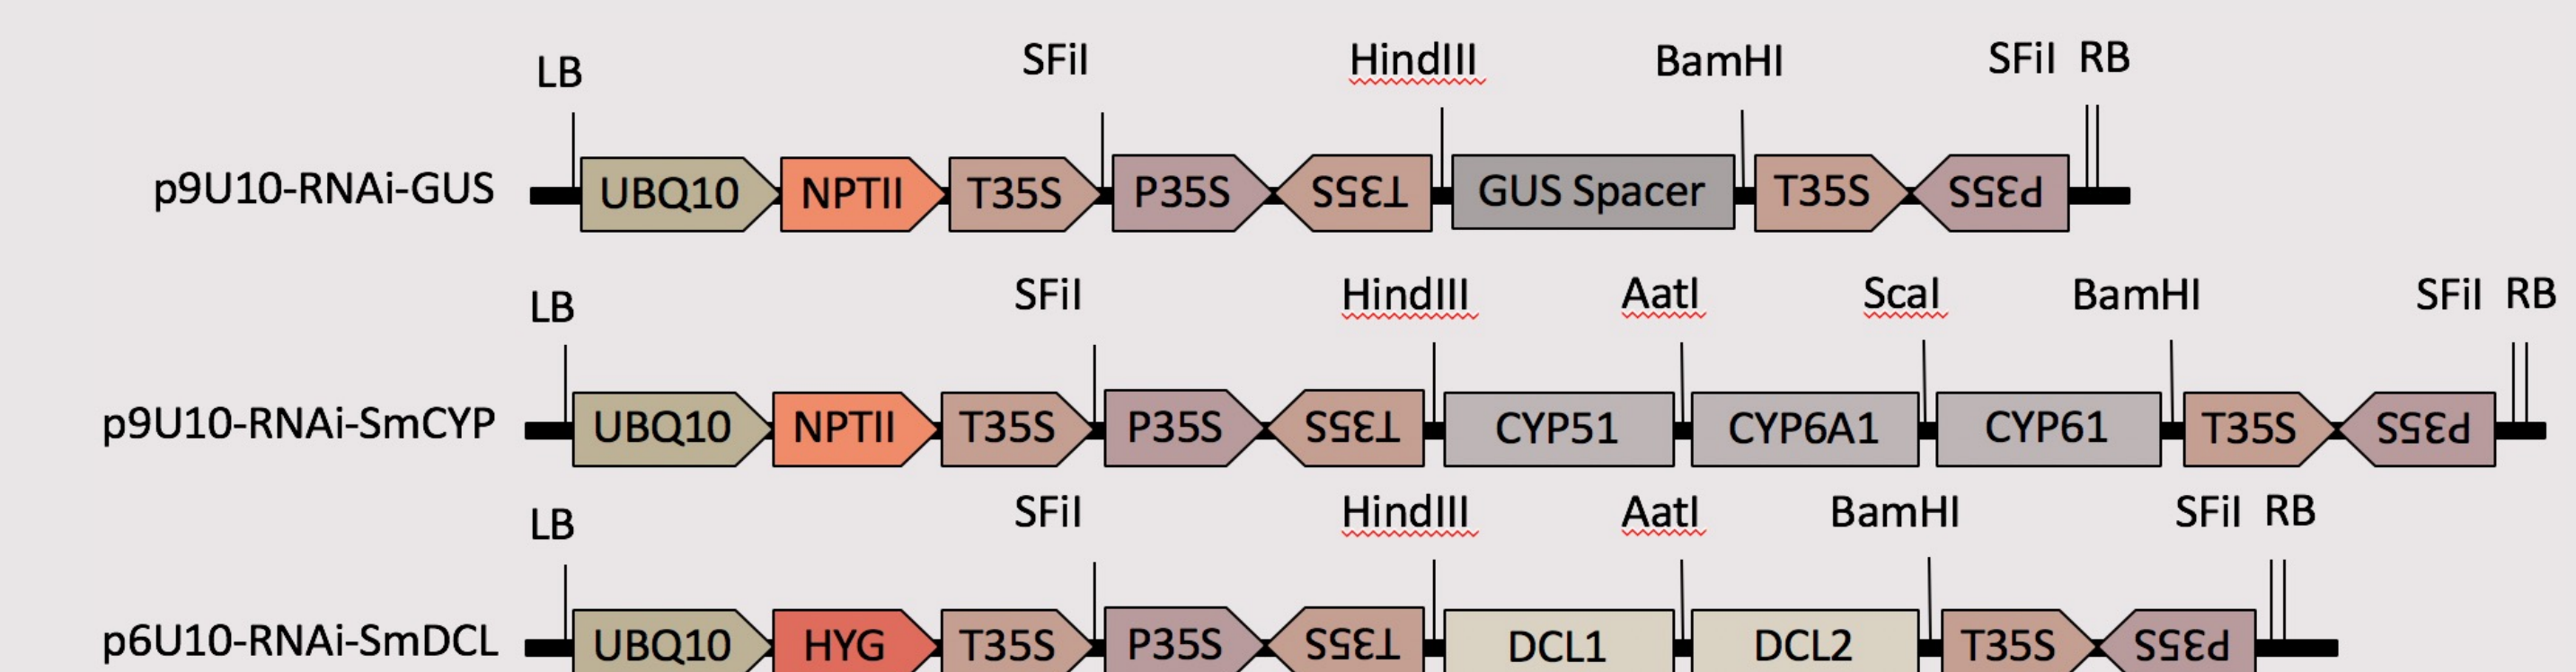 LB SFiI HindIII BamHI SFiI RB
p9U10-RNAi-GUS UBQ10 NPTII T35S P35S T35S GUS Spacer T35S P35S
LB SFiI HindIII AatI ScaI BamHI SFiI RB
p9U10-RNAi-SmCYP UBQ10 NPTII T35S P35S T35S CYP51 CYP6A1 CYP61 T35S P35S
LB SFiI HindIII AatI BamHI SFiI RB
p6U10-RNAi-SmDCL UBQ10 HYG T35S P35S T35S DCL1 DCL2 T35S P35S